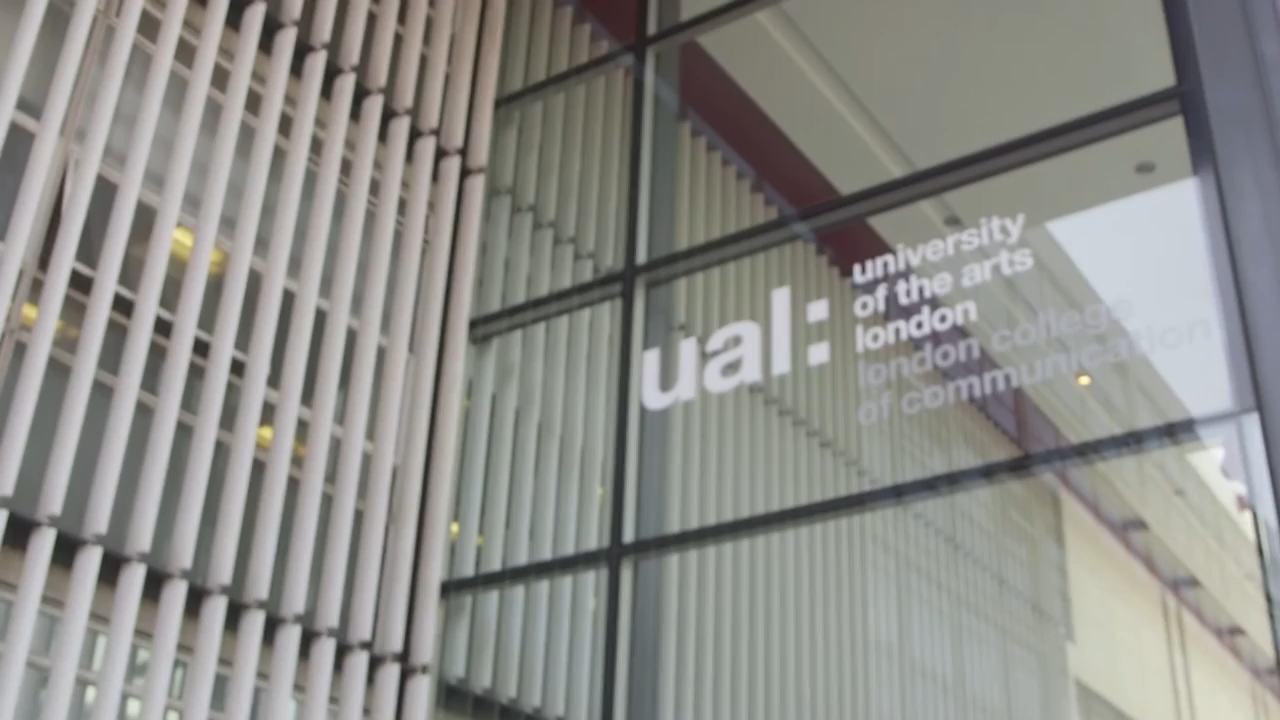 ual:
university
of the arts
london
london college
of communication